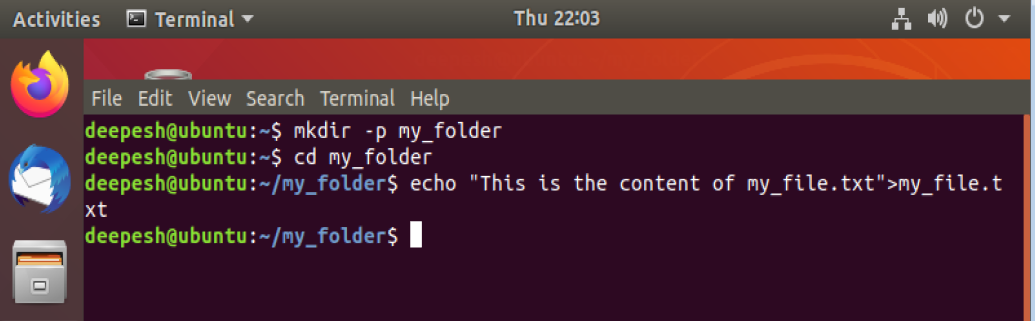 Activities Terminal Thu 22:03
File Edit View Search Terminal Help
deepesh@ubuntu:~$ mkdir -p my_folder
deepesh@ubuntu:~$ cd my_folder
deepesh@ubuntu:~/my_folder$ echo "This is the content of my_file.txt">my_file.t
xt
deepesh@ubuntu:~/my_folder$